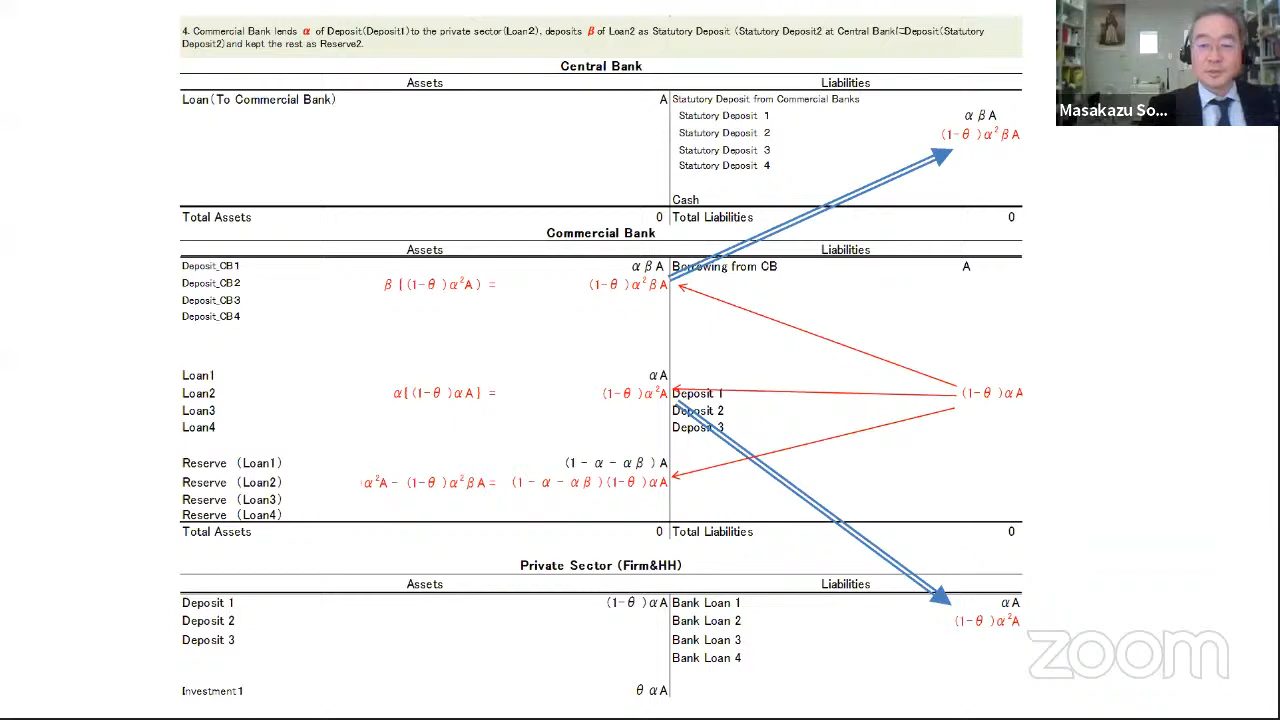 4. Commercial Bank lends α of Deposit(Deposit1)to the private sector(Loan2), deposits β of Loan2 as Statutory Deposit (Statutory Deposit2 at Central Bank「=Deposit(Statutory
Deposit2)and kept the rest as Reserve2.
Central Bank
Assets Liabilities
Loan(To Commercial Bank) A Statutory Deposit from Commercial Banks
Statutory Deposit 1 αβA
Statutory Deposit 2 (1-θ)α²βA
Statutory Deposit 3
Statutory Deposit 4
Cash
Total Assets 0 Total Liabilities 0
Commercial Bank
Assets Liabilities
Deposit_CB1 αβA Borrowing from CB A
Deposit_CB2 β[(1-θ)α²A) = (1-θ)α²βA
Deposit_CB3
Deposit_CB4
Loan1 αA
Loan2 α[(1-θ)αA] = (1-θ)α²A Deposit 1 (1-θ)αA
Loan3 Deposit 2
Loan4 Deposit 3
Reserve (Loan1) (1-α-αβ)A
Reserve (Loan2) α²A-(1-θ)α²βA= (1-α-αβ)(1-θ)αA
Reserve (Loan3)
Reserve (Loan4)
Total Assets 0 Total Liabilities 0
Private Sector (Firm&HH)
Assets Liabilities
Deposit 1 (1-θ)αA Bank Loan 1 αA
Deposit 2 Bank Loan 2 (1-θ)α²A
Deposit 3 Bank Loan 3
Bank Loan 4
Investment1 θαA
Masakazu So...
zoom